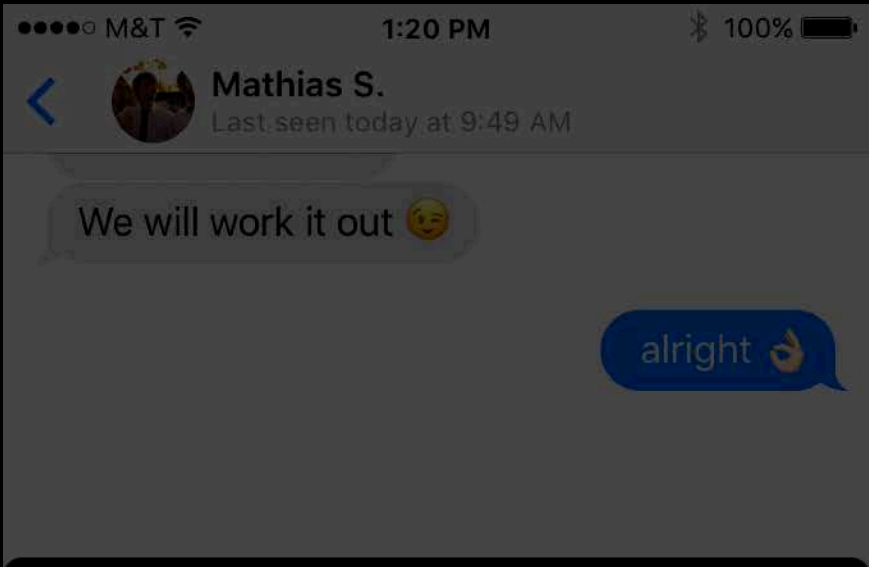 M&T 1:20 PM 100%
Mathias S.
Last seen today at 9:49 AM
We will work it out 😉
alright 👌🏻